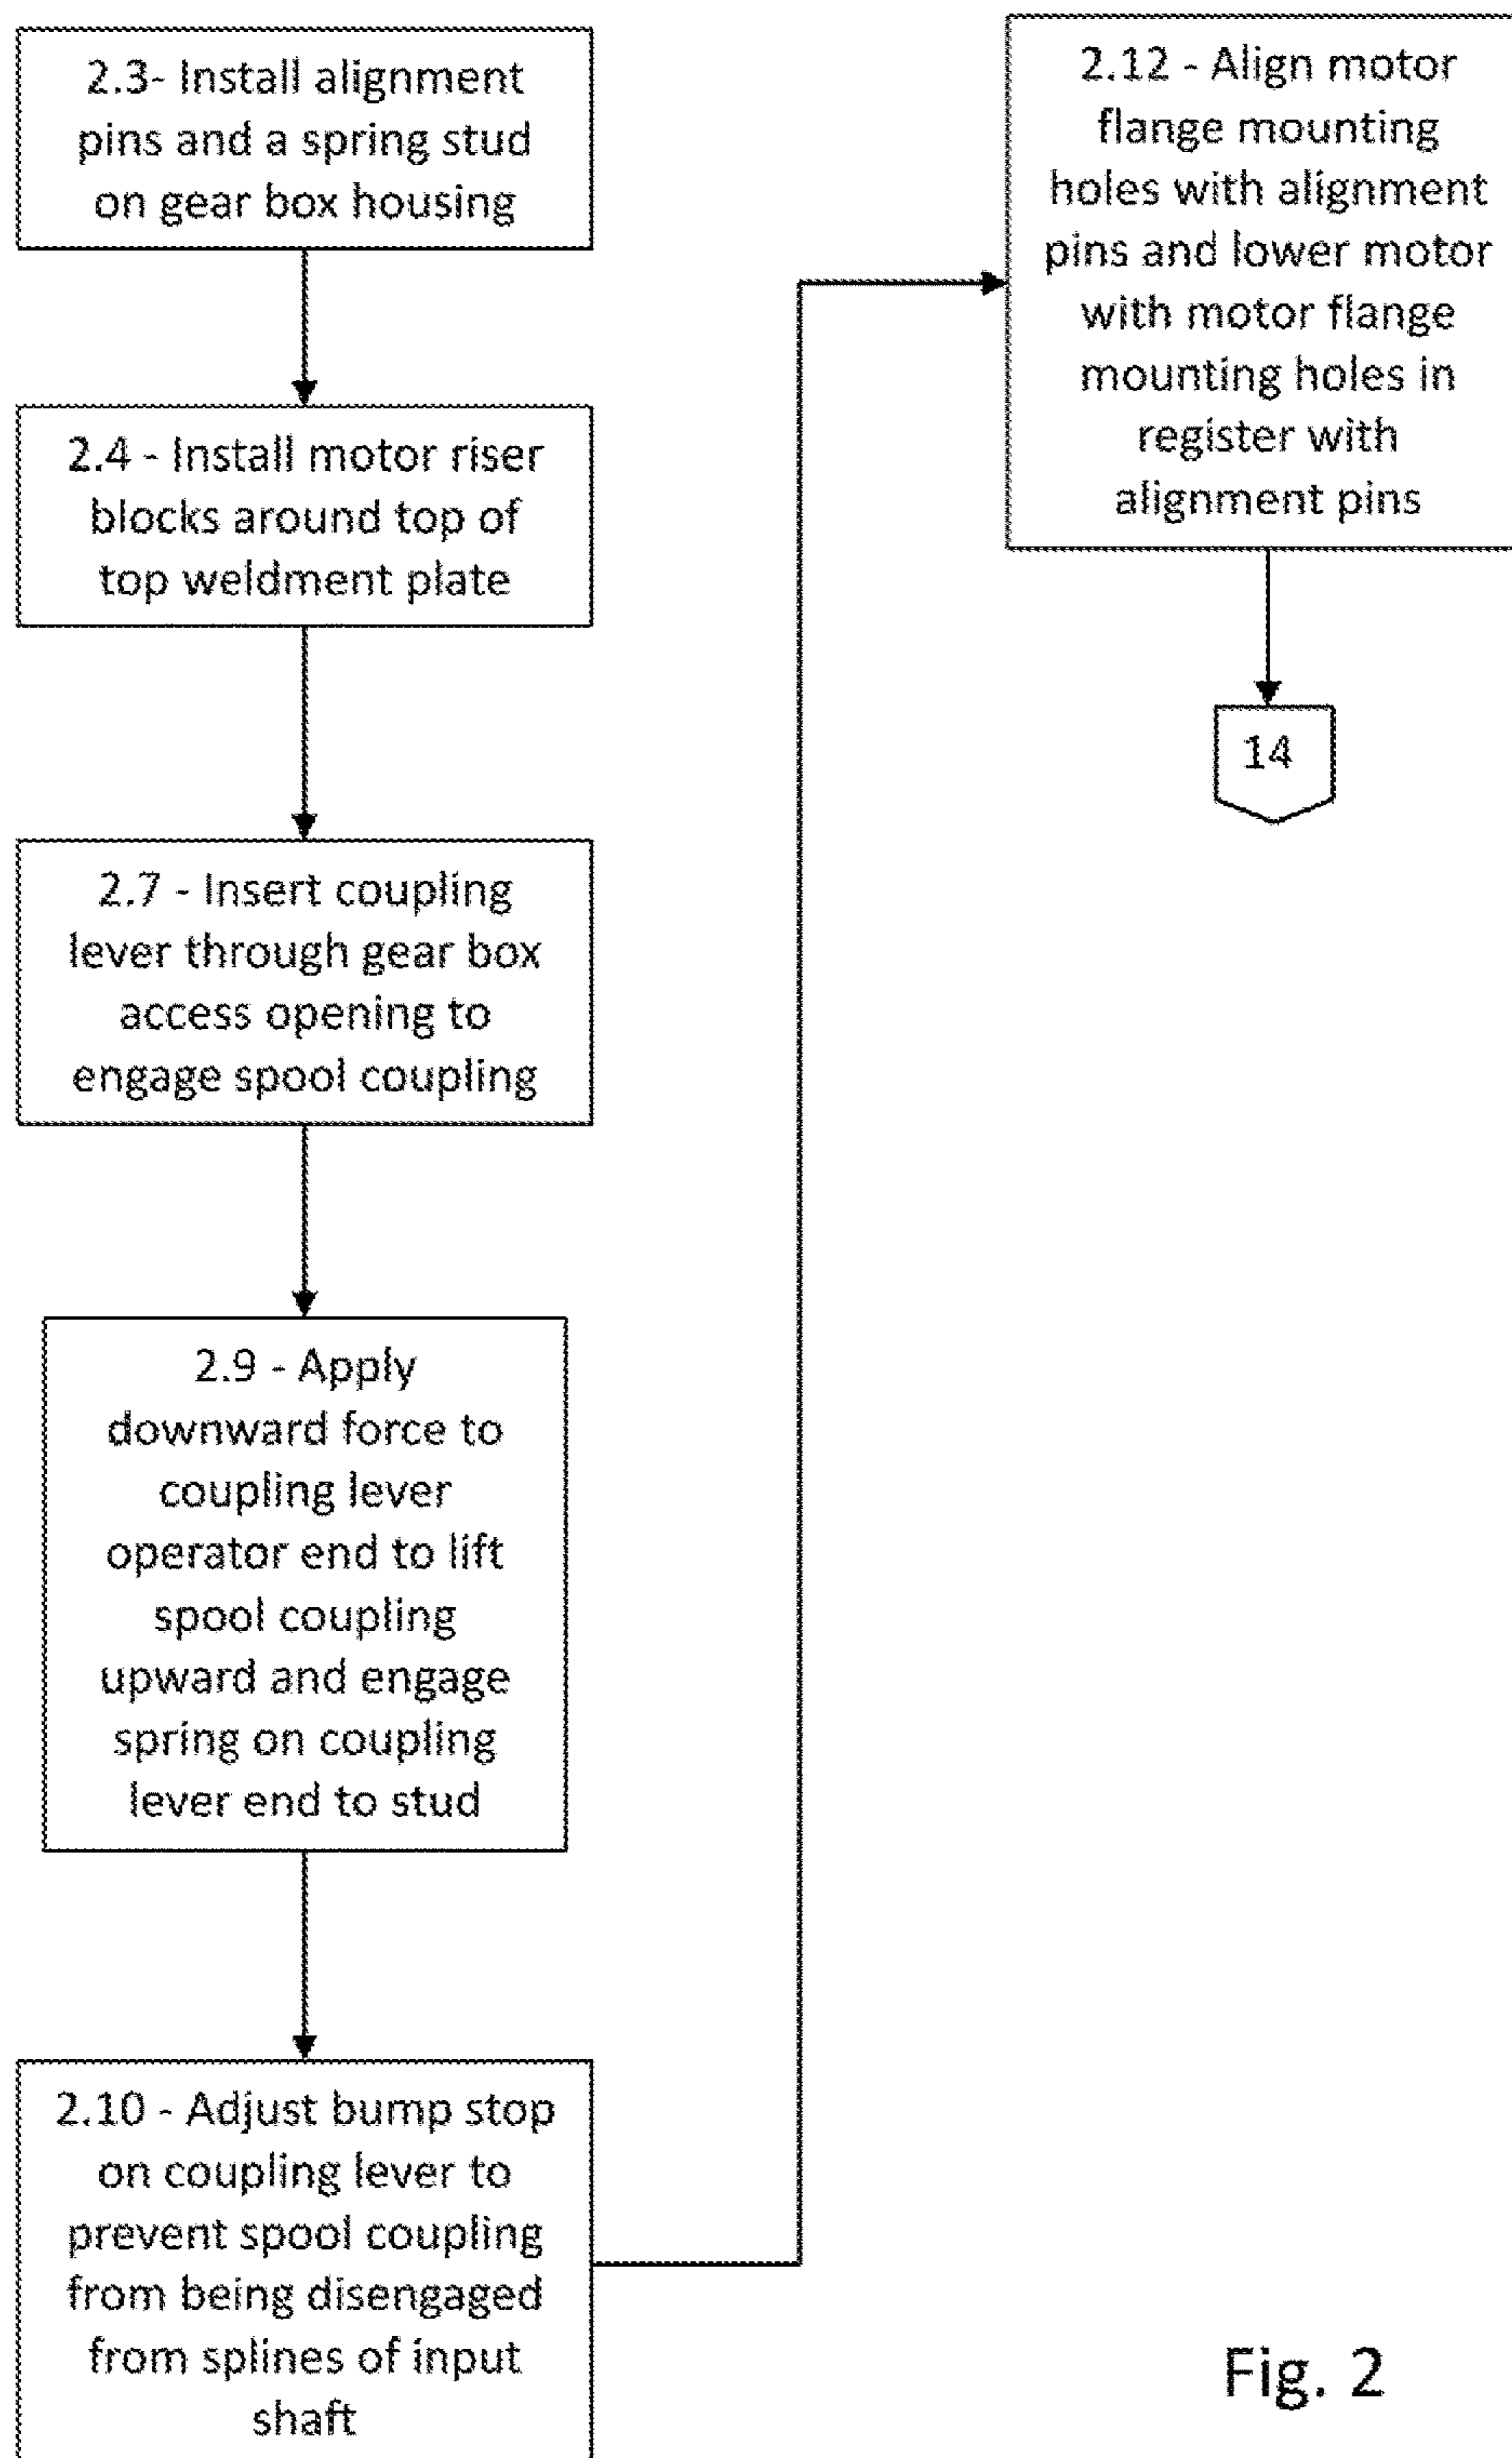 2.3- Install alignment
pins and a spring stud
on gear box housing
2.4 - Install motor riser
blocks around top of
top weldment plate
2.7 - Insert coupling
lever through gear box
access opening to
engage spool coupling
2.9 - Apply
downward force to
coupling lever
operator end to lift
spool coupling
upward and engage
spring on coupling
lever end to stud
2.10 - Adjust bump stop
on coupling lever to
prevent spool coupling
from being disengaged
from splines of input
shaft
2.12 - Align motor
flange mounting
holes with alignment
pins and lower motor
with motor flange
mounting holes in
register with
alignment pins
14
Fig. 2